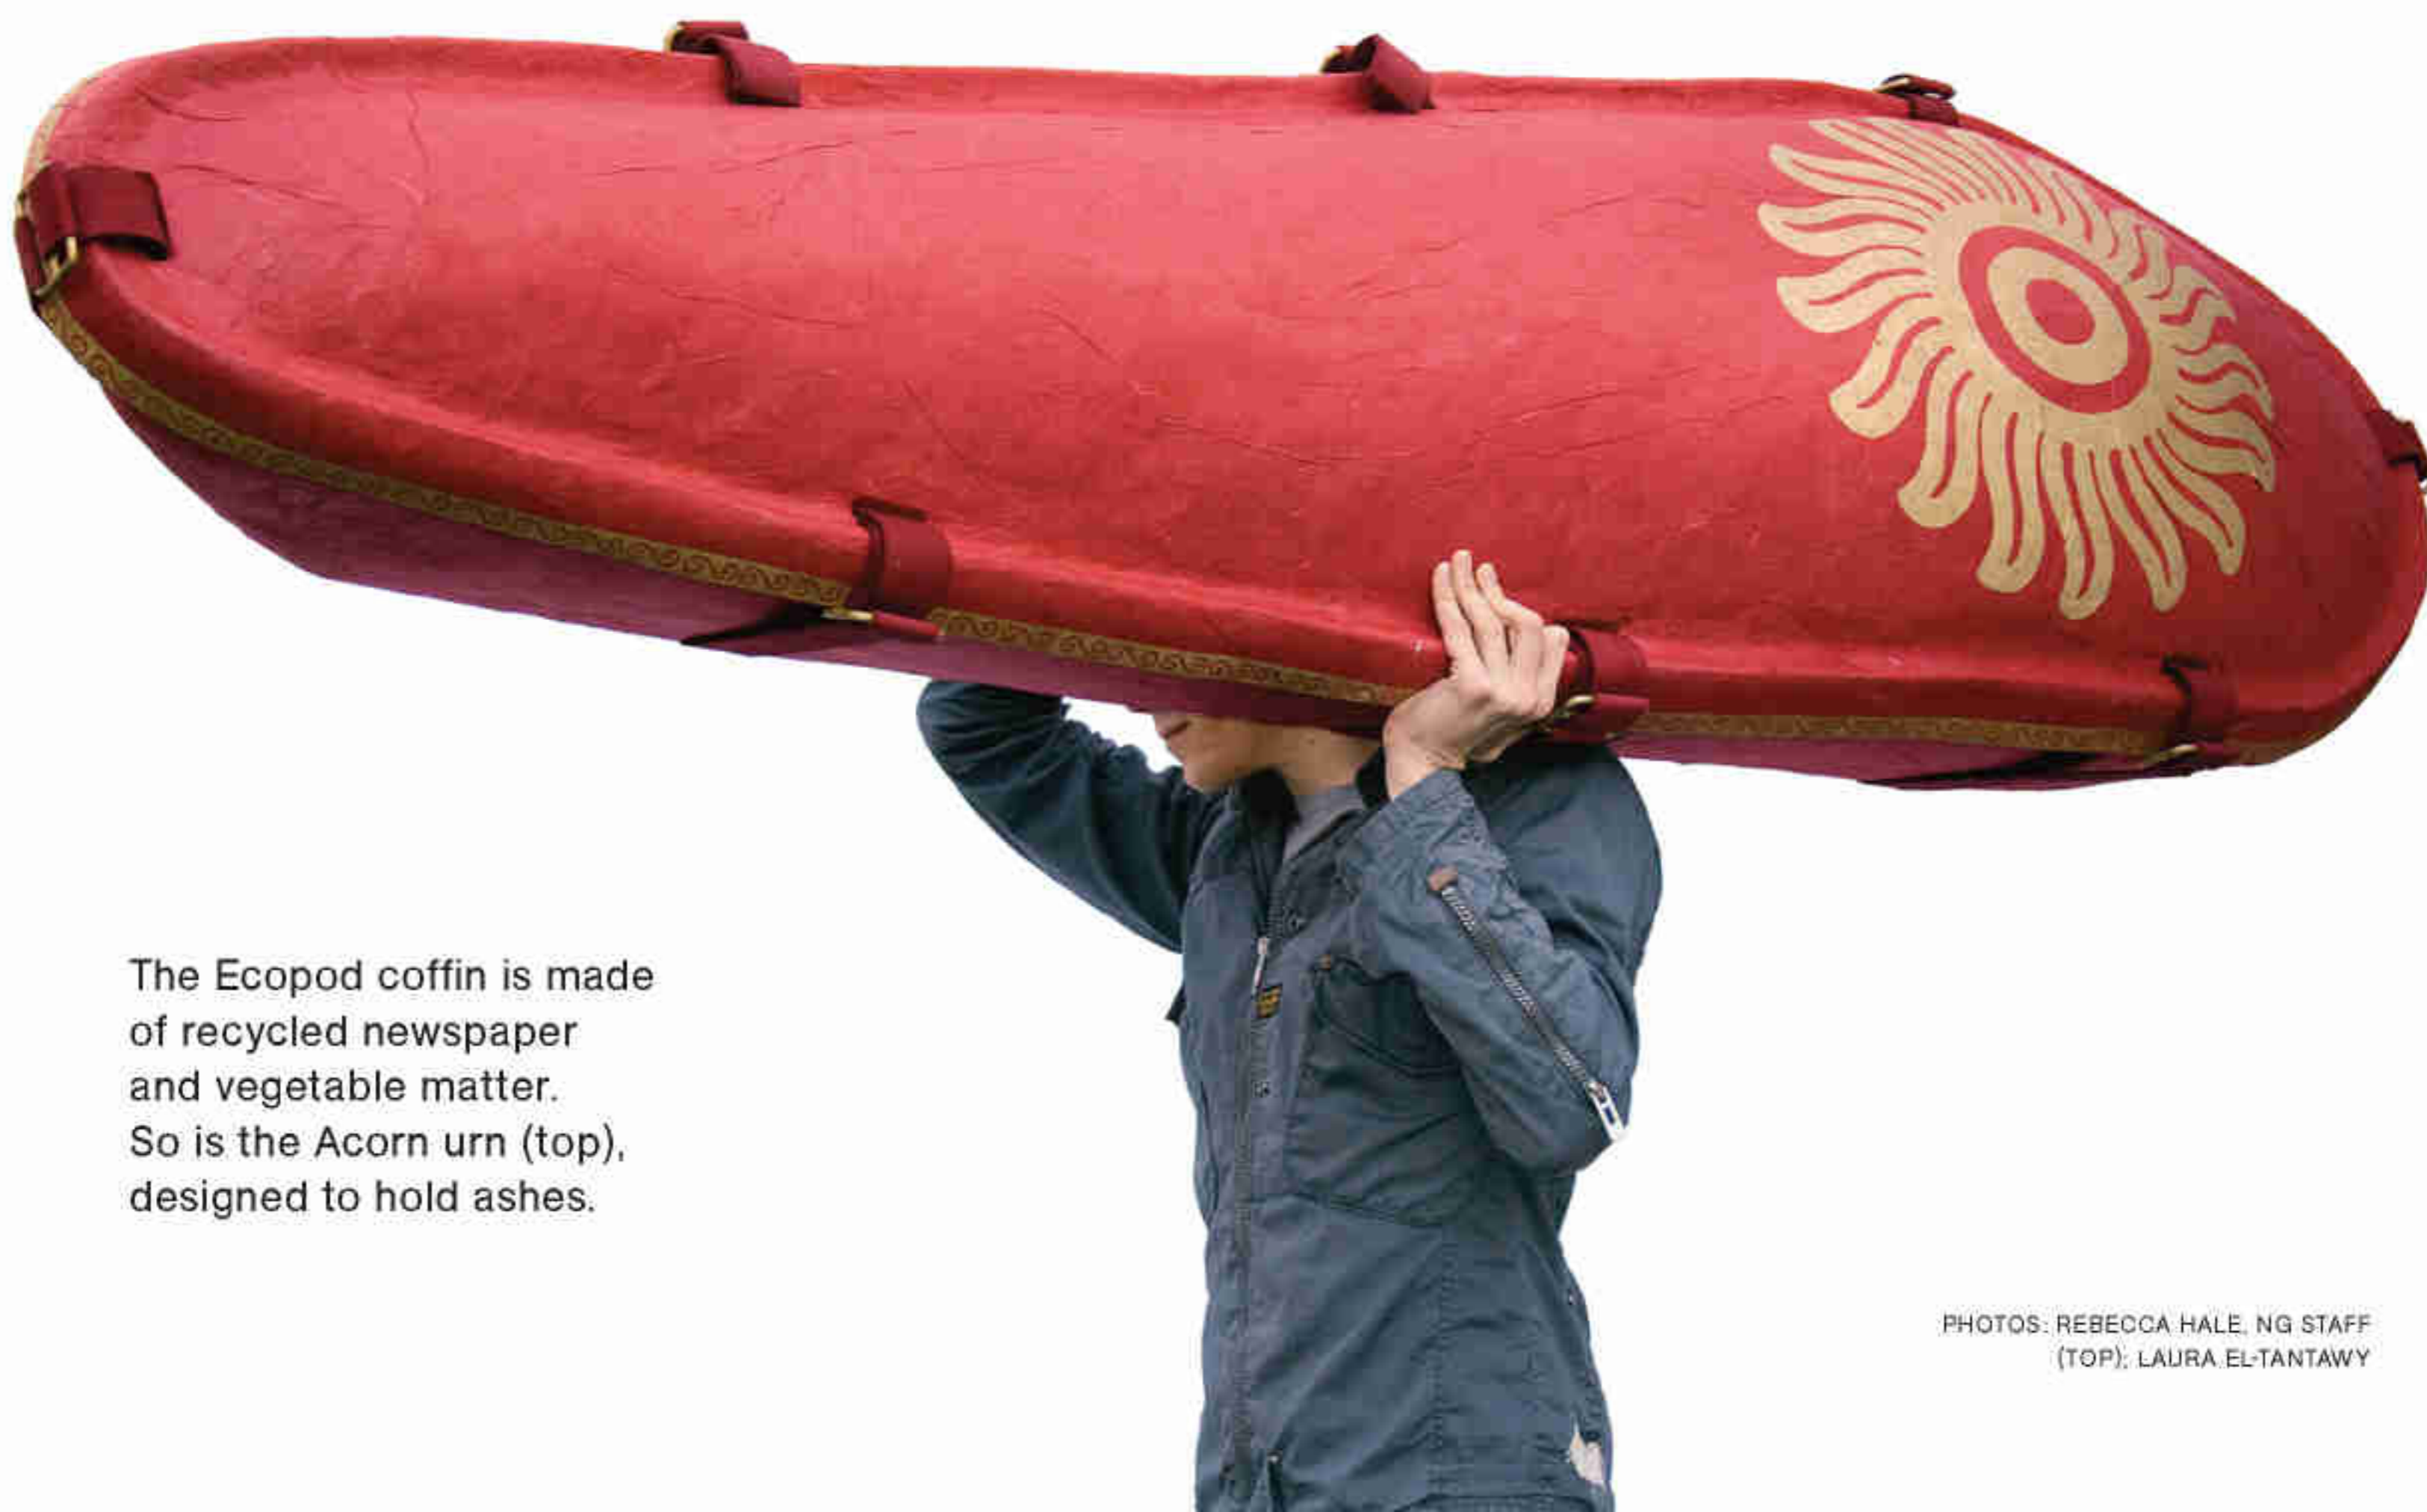 The Ecopod coffin is made
of recycled newspaper
and vegetable matter.
So is the Acorn urn (top),
designed to hold ashes.
PHOTOS: REBECCA HALE, NG STAFF
(TOP); LAURA EL-TANTAWY